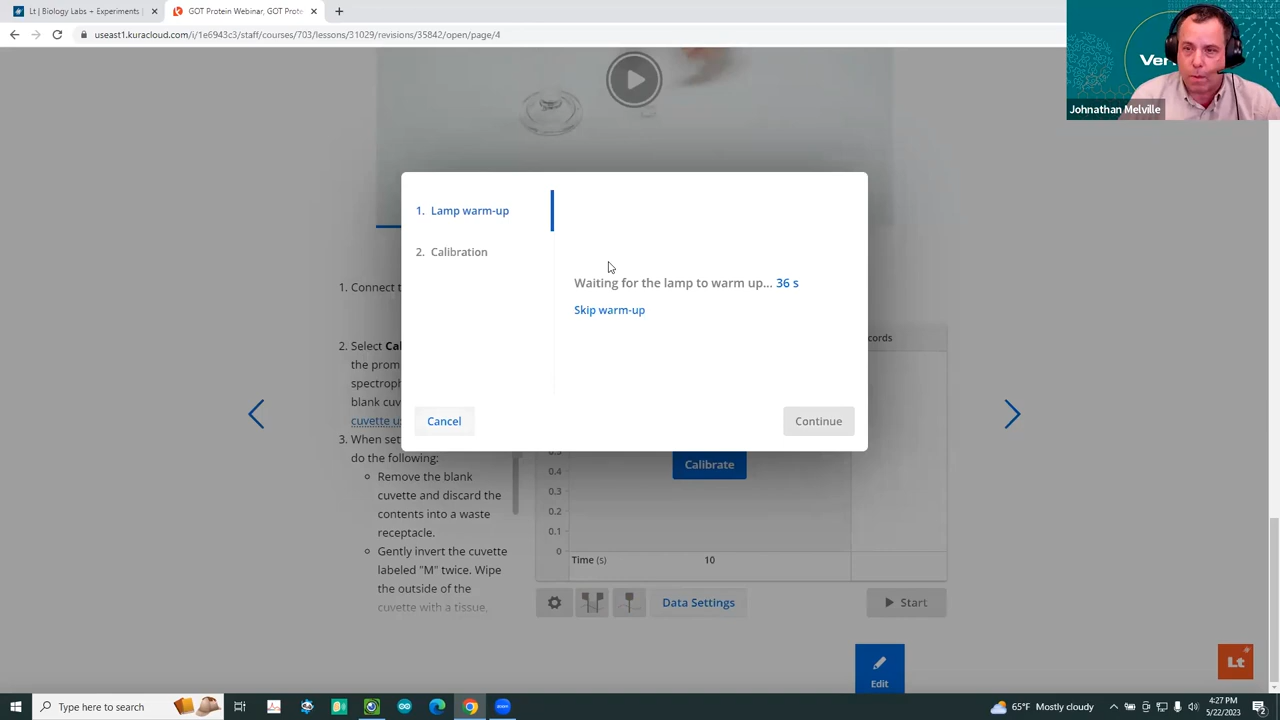 Lt | Biology Labs + Experiments |
GOT Protein Webinar, GOT Prote
useast1.kuracloud.com/i/1e6943c3/staff/courses/703/lessons/31029/revisions/35842/open/page/4
Ver
Johnathan Melville
1. Lamp warm-up
2. Calibration
Waiting for the lamp to warm up... 36 s
Skip warm-up
Cancel
Continue
1. Connect t
2. Select Cal
the prom
spectrop
blank cuv
cuvette u
3. When set
do the following:
Remove the blank
cuvette and discard the
contents into a waste
receptacle.
Gently invert the cuvette
labeled "M" twice. Wipe
the outside of the
cuvette with a tissue,
cords
0.4
0.3
0.2
0.1
0
Calibrate
Time (s)
10
Data Settings
Start
Edit
Lt
Type here to search
65°F Mostly cloudy
4:27 PM
5/22/2023
2